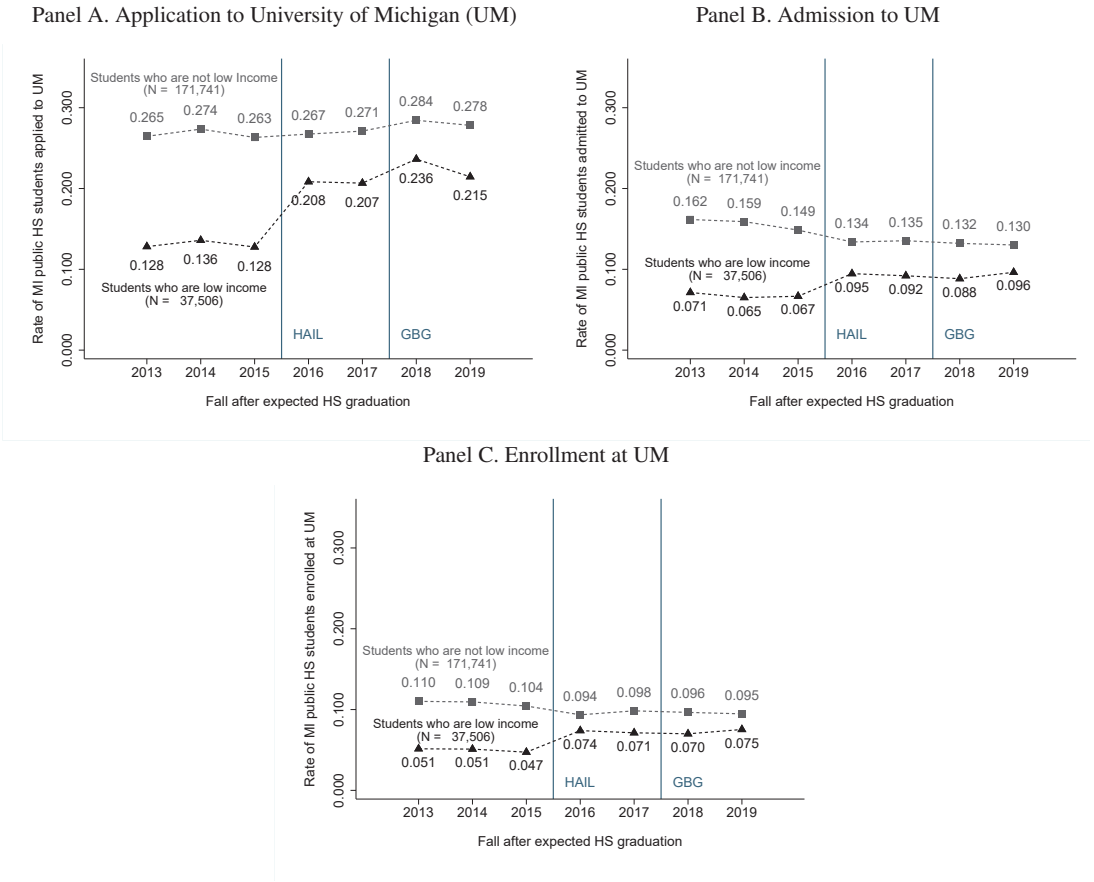 Panel A. Application to University of Michigan (UM)
Rate of MI public HS students applied to UM
0.300
0.200
0.100
0.000
Students who are not low Income
(N = 171,741)
0.265 0.274 0.263 0.267 0.271 0.284 0.278
0.128 0.136 0.128 0.208 0.207 0.236 0.215
Students who are low income
(N = 37,506)
HAIL GBG
2013 2014 2015 2016 2017 2018 2019
Fall after expected HS graduation
Panel B. Admission to UM
Rate of MI public HS students admitted to UM
0.300
0.200
0.100
0.000
Students who are not low income
(N = 171,741)
0.162 0.159 0.149 0.134 0.135 0.132 0.130
Students who are low income
(N = 37,506)
0.071 0.065 0.067 0.095 0.092 0.088 0.096
HAIL GBG
2013 2014 2015 2016 2017 2018 2019
Fall after expected HS graduation
Panel C. Enrollment at UM
Rate of MI public HS students enrolled at UM
0.300
0.200
0.100
0.000
Students who are not low income
(N = 171,741)
0.110 0.109 0.104 0.094 0.098 0.096 0.095
Students who are low income
(N = 37,506)
0.051 0.051 0.047 0.074 0.071 0.070 0.075
HAIL GBG
2013 2014 2015 2016 2017 2018 2019
Fall after expected HS graduation